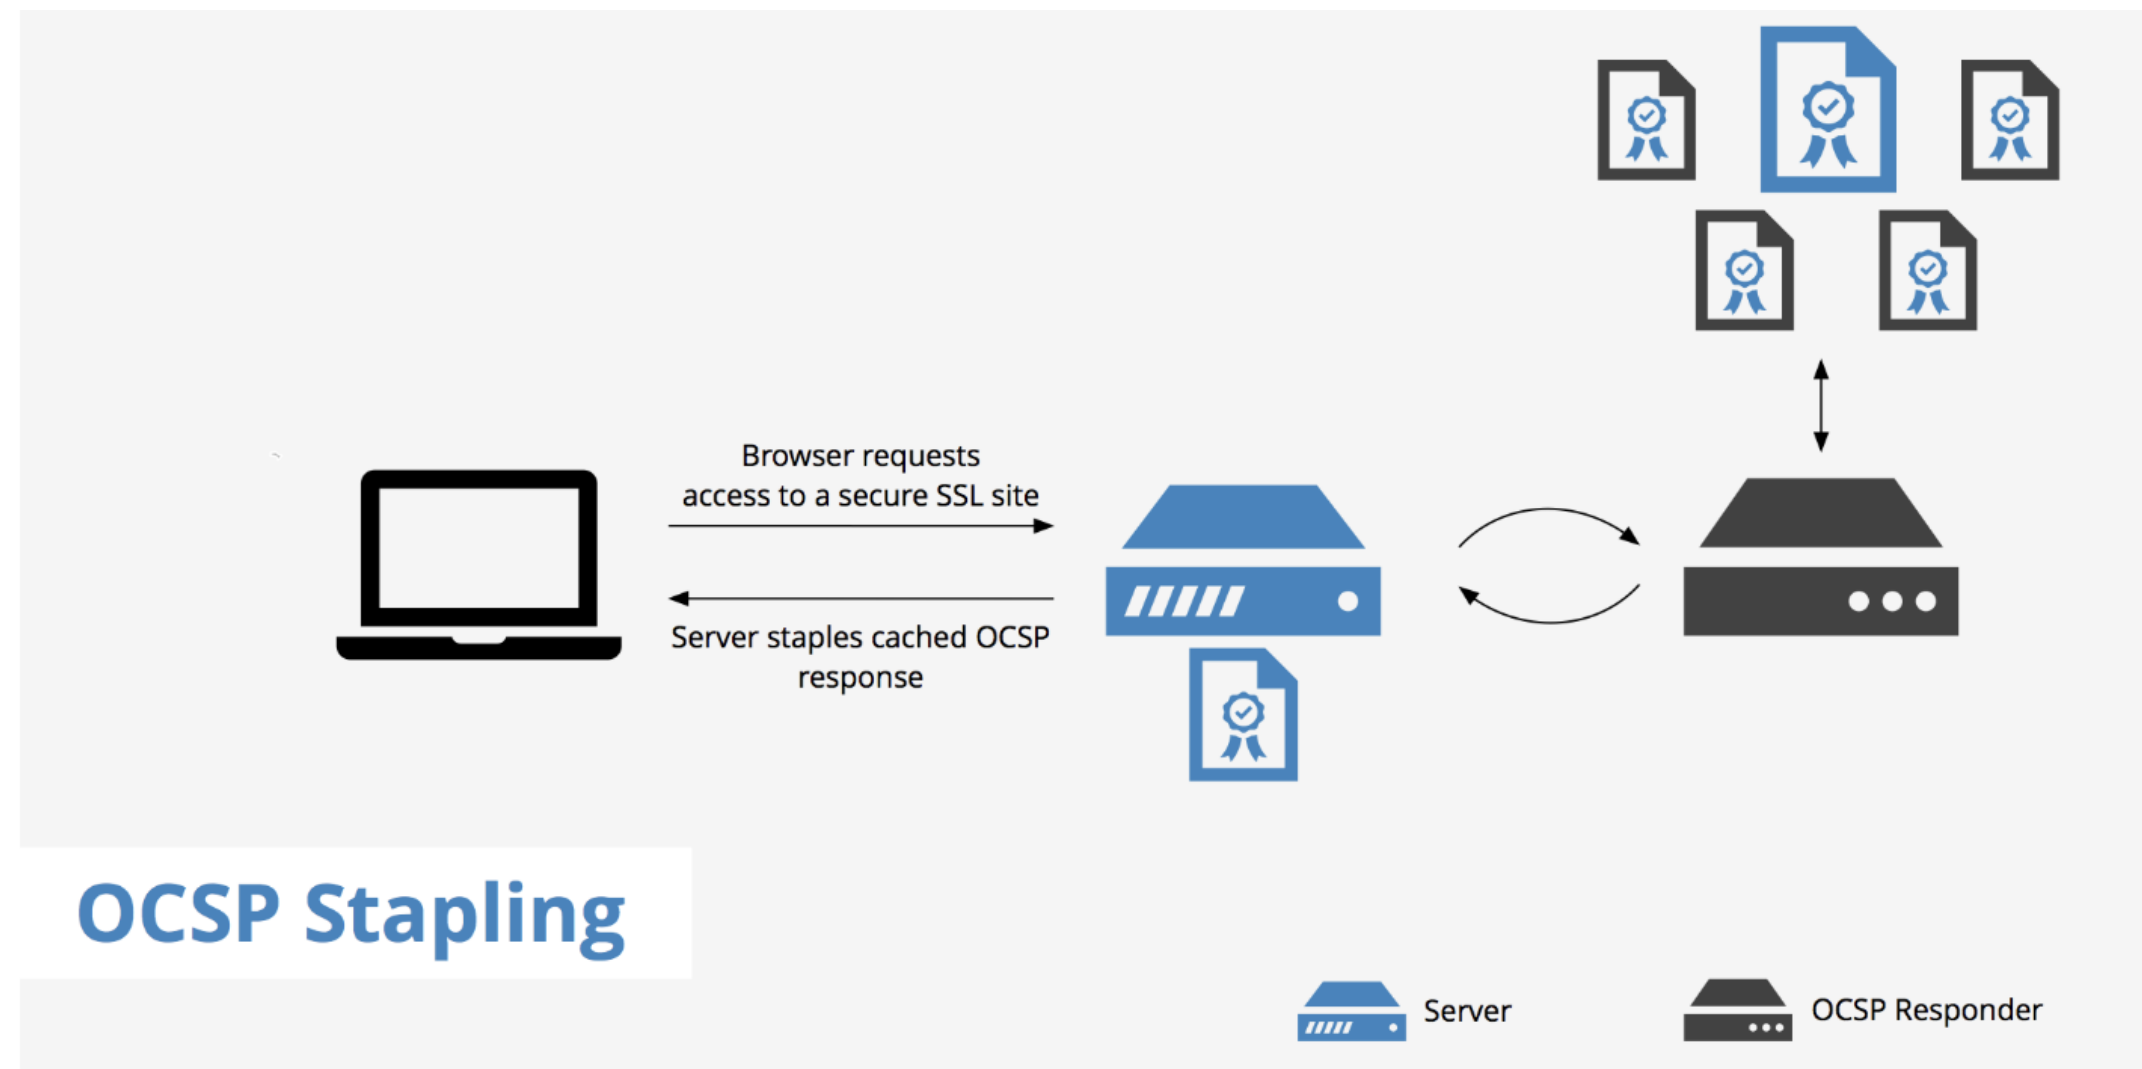 Browser requests
access to a secure SSL site
Server staples cached OCSP
response
OCSP Stapling
Server
OCSP Responder